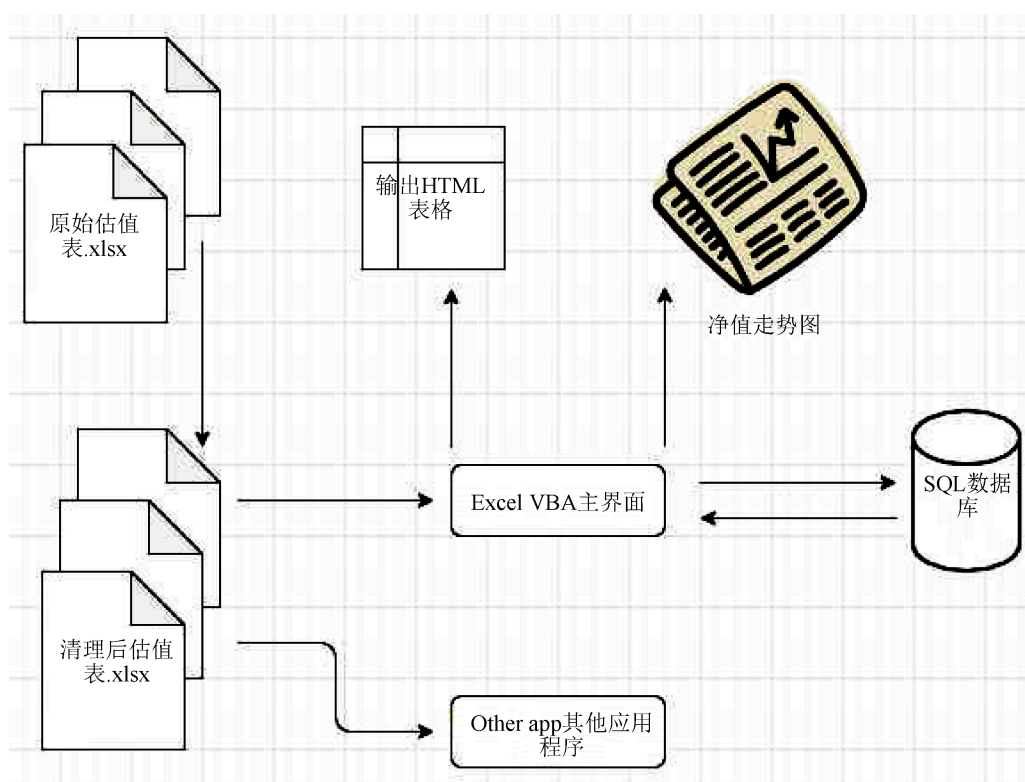 原始估值
表.xlsx
输出HTML
表格
净值走势图
Excel VBA主界面
SQL数据
库
清理后估值
表.xlsx
Other app其他应用
程序